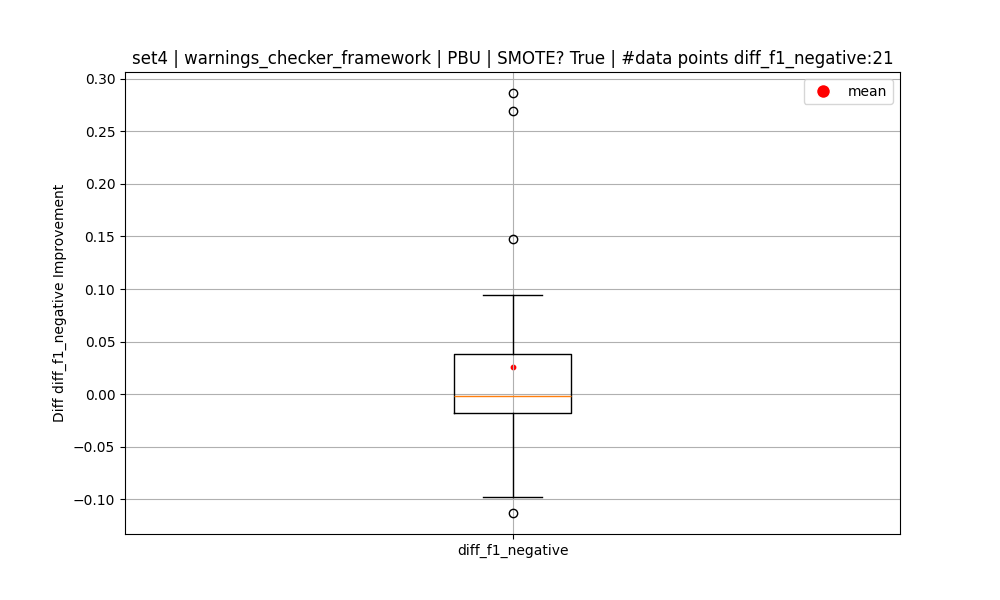 set4 | warnings_checker_framework | PBU | SMOTE? True | #data points diff_f1_negative:21
mean
0.30
0.25
0.20
0.15
0.10
0.05
0.00
−0.05
−0.10
Diff diff_f1_negative Improvement
diff_f1_negative